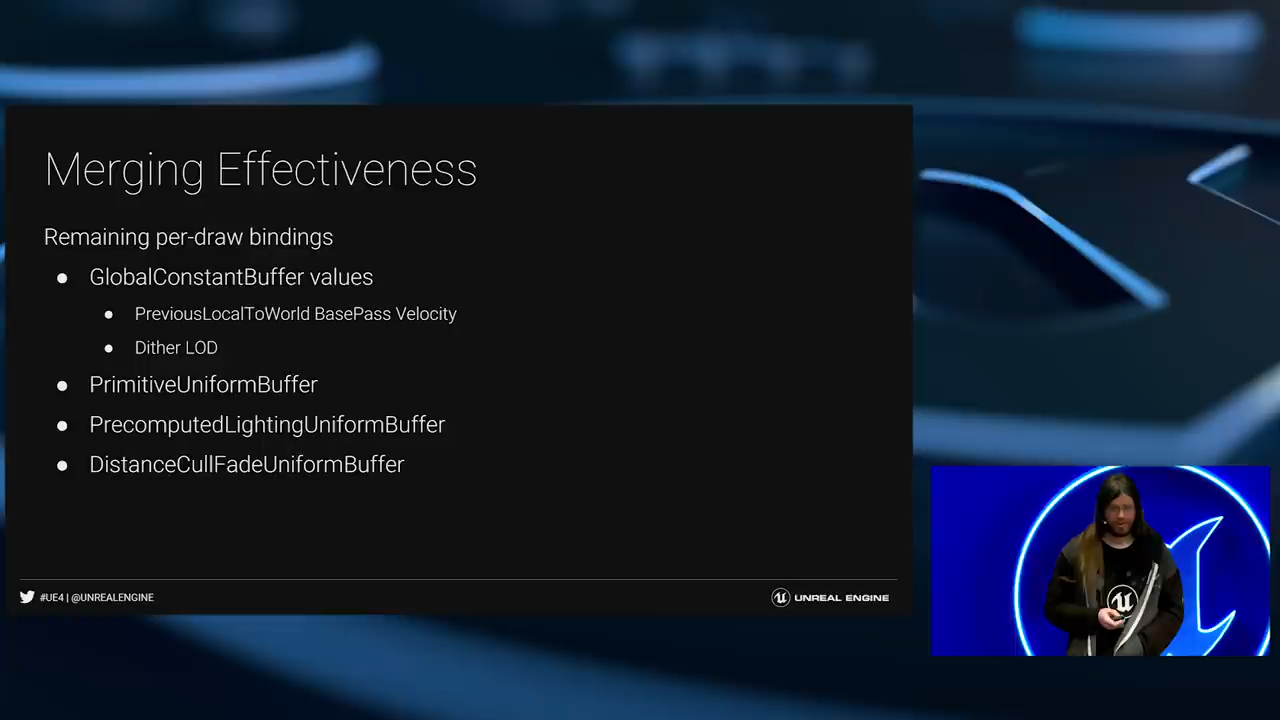 Merging Effectiveness
Remaining per-draw bindings
● GlobalConstantBuffer values
● PreviousLocalToWorld BasePass Velocity
● Dither LOD
● PrimitiveUniformBuffer
● PrecomputedLightingUniformBuffer
● DistanceCullFadeUniformBuffer
#UE4 | @UNREALENGINE
UNREAL ENGINE